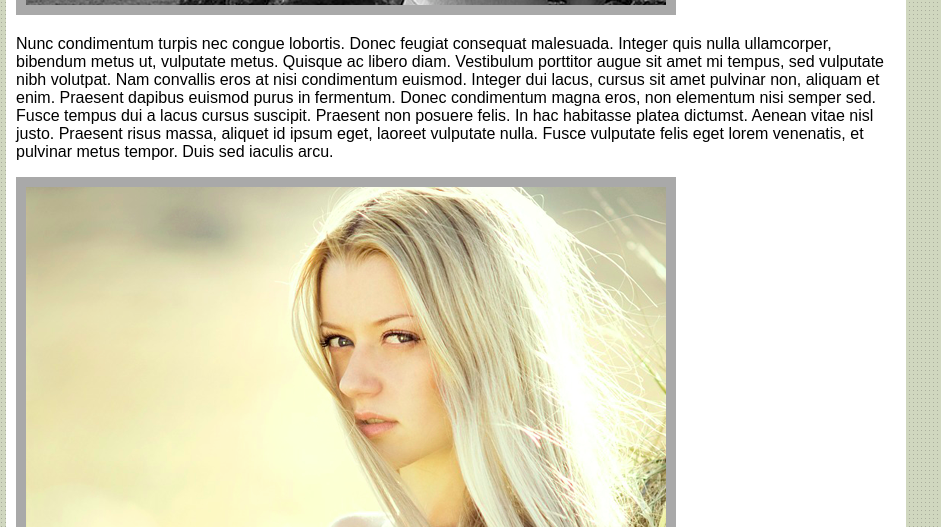 Nunc condimentum turpis nec congue lobortis. Donec feugiat consequat malesuada. Integer quis nulla ullamcorper,
bibendum metus ut, vulputate metus. Quisque ac libero diam. Vestibulum porttitor augue sit amet mi tempus, sed vulputate
nibh volutpat. Nam convallis eros at nisi condimentum euismod. Integer dui lacus, cursus sit amet pulvinar non, aliquam et
enim. Praesent dapibus euismod purus in fermentum. Donec condimentum magna eros, non elementum nisi semper sed.
Fusce tempus dui a lacus cursus suscipit. Praesent non posuere felis. In hac habitasse platea dictumst. Aenean vitae nisl
justo. Praesent risus massa, aliquet id ipsum eget, laoreet vulputate nulla. Fusce vulputate felis eget lorem venenatis, et
pulvinar metus tempor. Duis sed iaculis arcu.